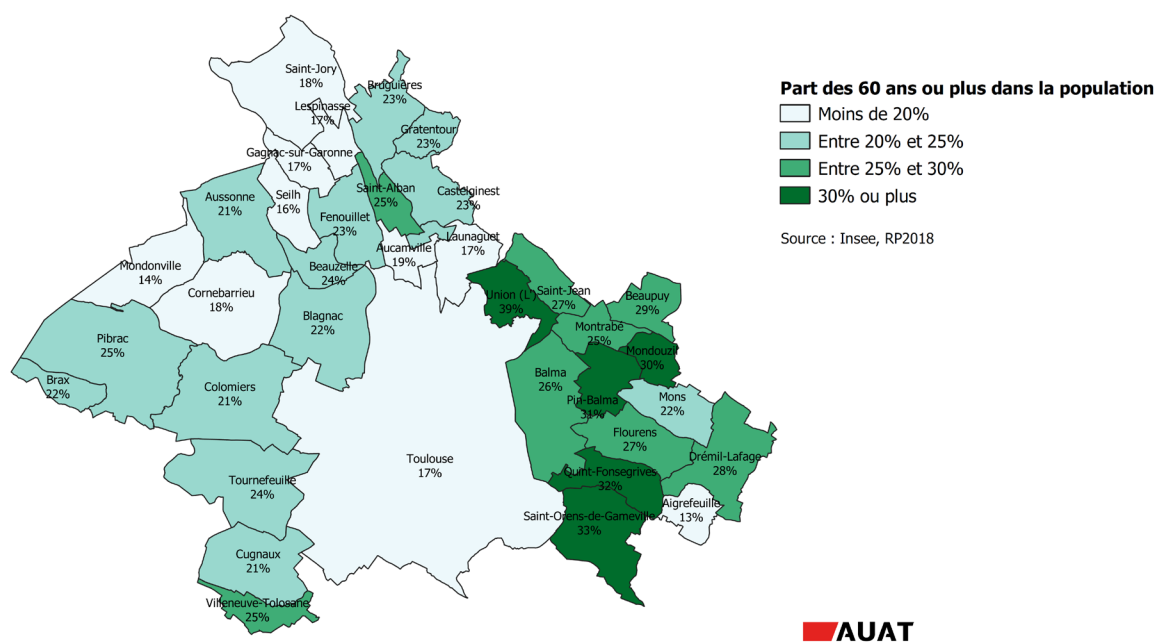 Saint-Jory
18%
Bruguières
23%
Lespinasse
17%
Gratentour
23%
Gagnac-sur-Garonne
17%
Saint-Alban
25%
Castelginest
23%
Seilh
16%
Aussonne
21%
Fenouillet
23%
Launaguet
17%
Aucamville
19%
Mondonville
14%
Beauzelle
24%
Cornebarrieu
18%
Union (L')
39%
Saint-Jean
27%
Beaupuy
29%
Blagnac
22%
Montrabé
25%
Pibrac
25%
Mondouzil
30%
Brax
22%
Colomiers
21%
Balma
26%
Pin-Balma
31%
Mons
22%
Flourens
27%
Toulouse
17%
Drémil-Lafage
28%
Tournefeuille
24%
Quint-Fonsegrives
32%
Aigrefeuille
13%
Saint-Orens-de-Gameville
33%
Cugnaux
21%
Villeneuve-Tolosane
25%
Part des 60 ans ou plus dans la population
Moins de 20%
Entre 20% et 25%
Entre 25% et 30%
30% ou plus
Source : Insee, RP2018
AUAT